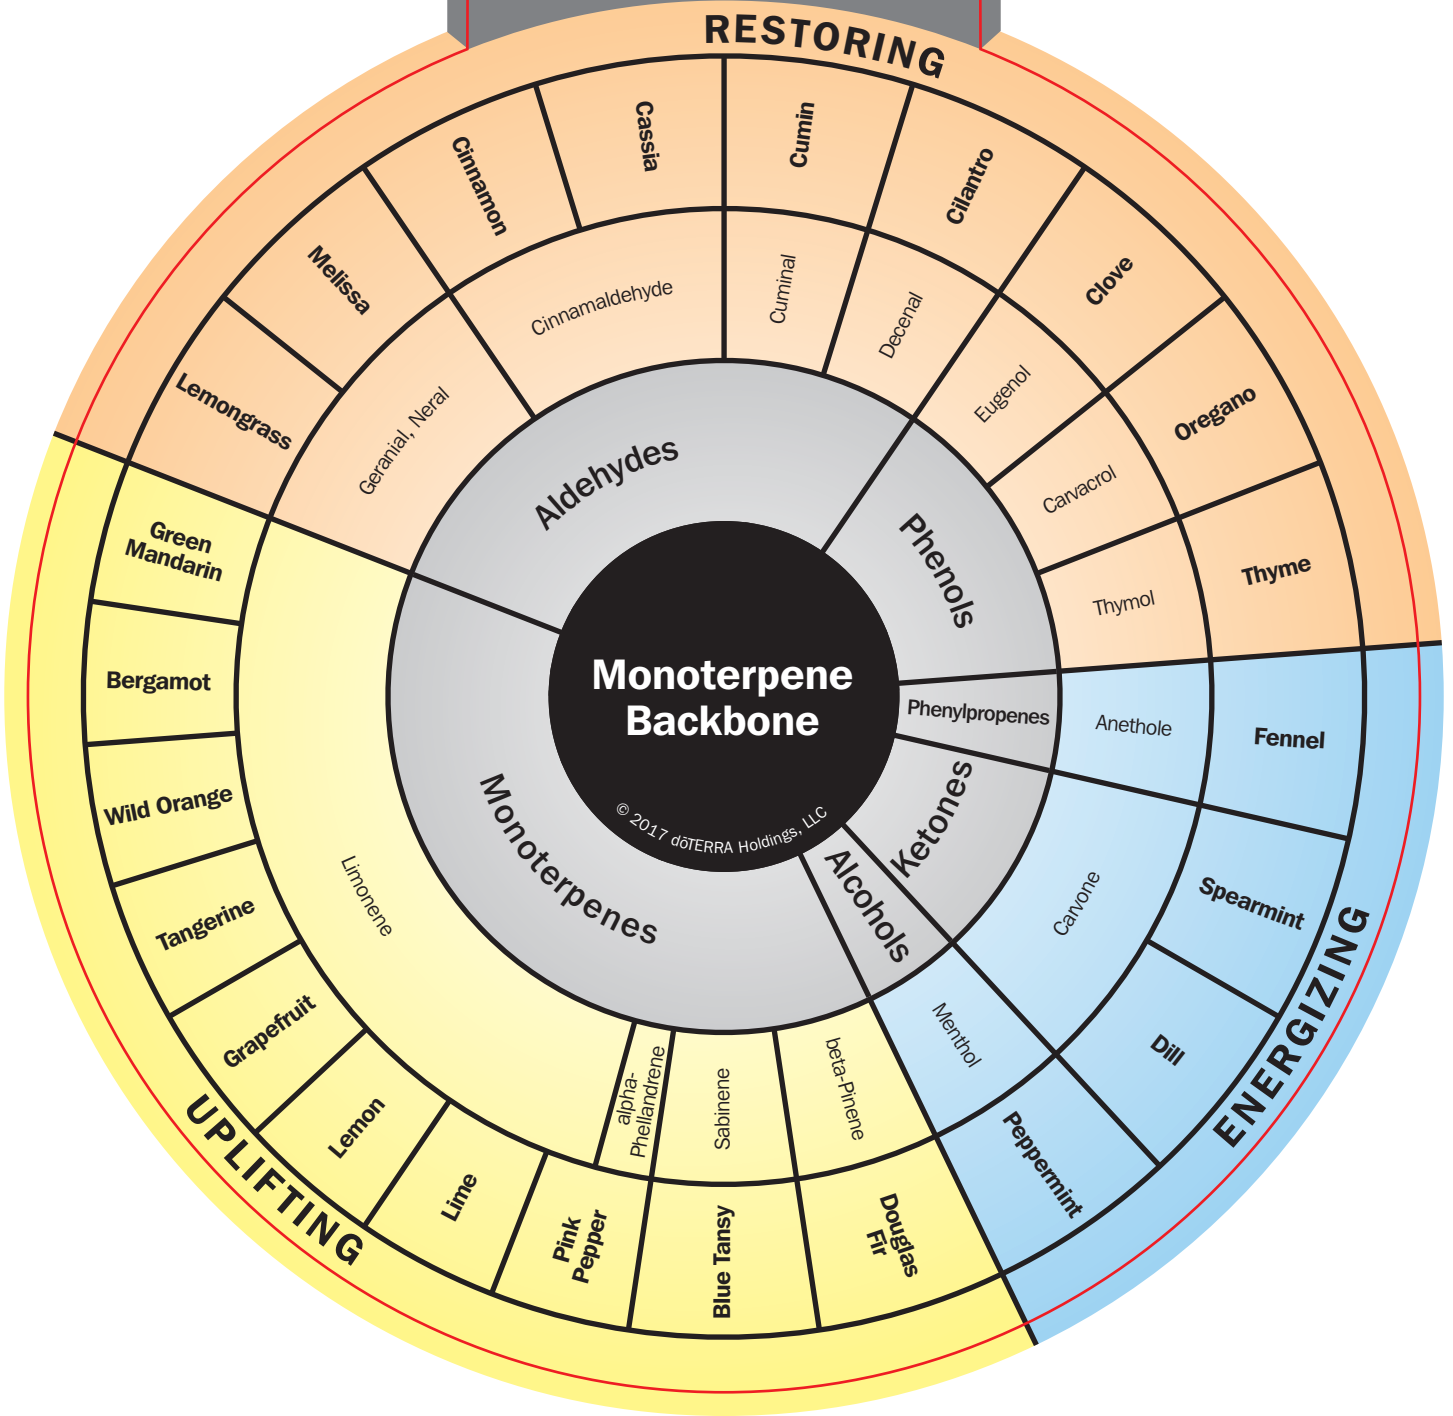 RESTORING
Cassia
Cumin
Cinnamon
Cilantro
Melissa
Clove
Lemongrass
Oregano
Thyme
Cinnamaldehyde
Cuminal
Decenal
Geranial, Neral
Eugenol
Carvacrol
Thymol
Aldehydes
Phenols
Green
Mandarin
Bergamot
Wild Orange
Tangerine
Grapefruit
Lemon
Lime
Pink
Pepper
Blue Tansy
Douglas
Fir
Limonene
alpha-
Phellandrene
Sabinene
beta-Pinene
Monoterpenes
UPLIFTING
Monoterpene
Backbone
© 2017 dōTERRA Holdings, LLC
Phenylpropenes
Ketones
Alcohols
Anethole
Carvone
Menthol
Fennel
Spearmint
Dill
Peppermint
ENERGIZING